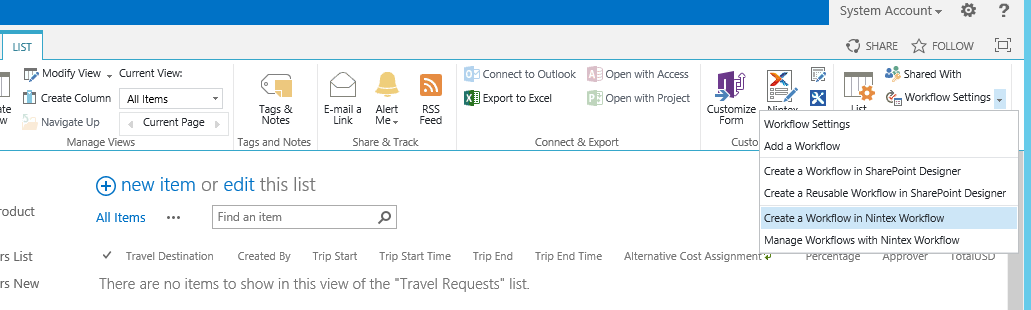 System Account
?
LIST
SHARE
FOLLOW
Modify View
Current View:
Create Column
All Items
Navigate Up
Current Page
Manage Views
Tags &
Notes
Tags and Notes
E-mail a
Link
Alert
Me
RSS
Feed
Share & Track
Connect to Outlook
Export to Excel
Open with Access
Open with Project
Connect & Export
Customize
Form
Nintex
Custo
List
Shared With
Workflow Settings
Workflow Settings
Add a Workflow
Create a Workflow in SharePoint Designer
Create a Reusable Workflow in SharePoint Designer
Create a Workflow in Nintex Workflow
Manage Workflows with Nintex Workflow
new item or edit this list
roduct
All Items
•••
Find an item
rs List
Travel Destination Created By Trip Start Trip Start Time Trip End Trip End Time Alternative Cost Assignment Percentage Approver TotalUSD
rs New
There are no items to show in this view of the "Travel Requests" list.